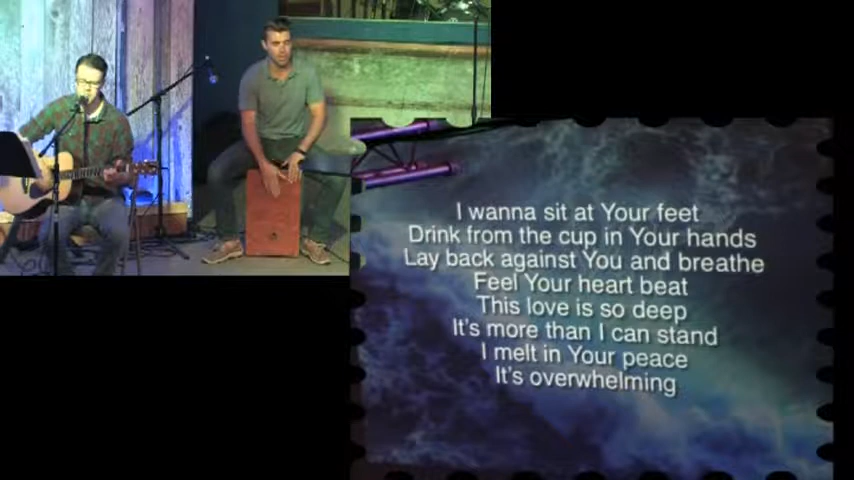 I wanna sit at Your feet
Drink from the cup in Your hands
Lay back against You and breathe
Feel Your heart beat
This love is so deep
It's more than I can stand
I melt in Your peace
It's overwhelming